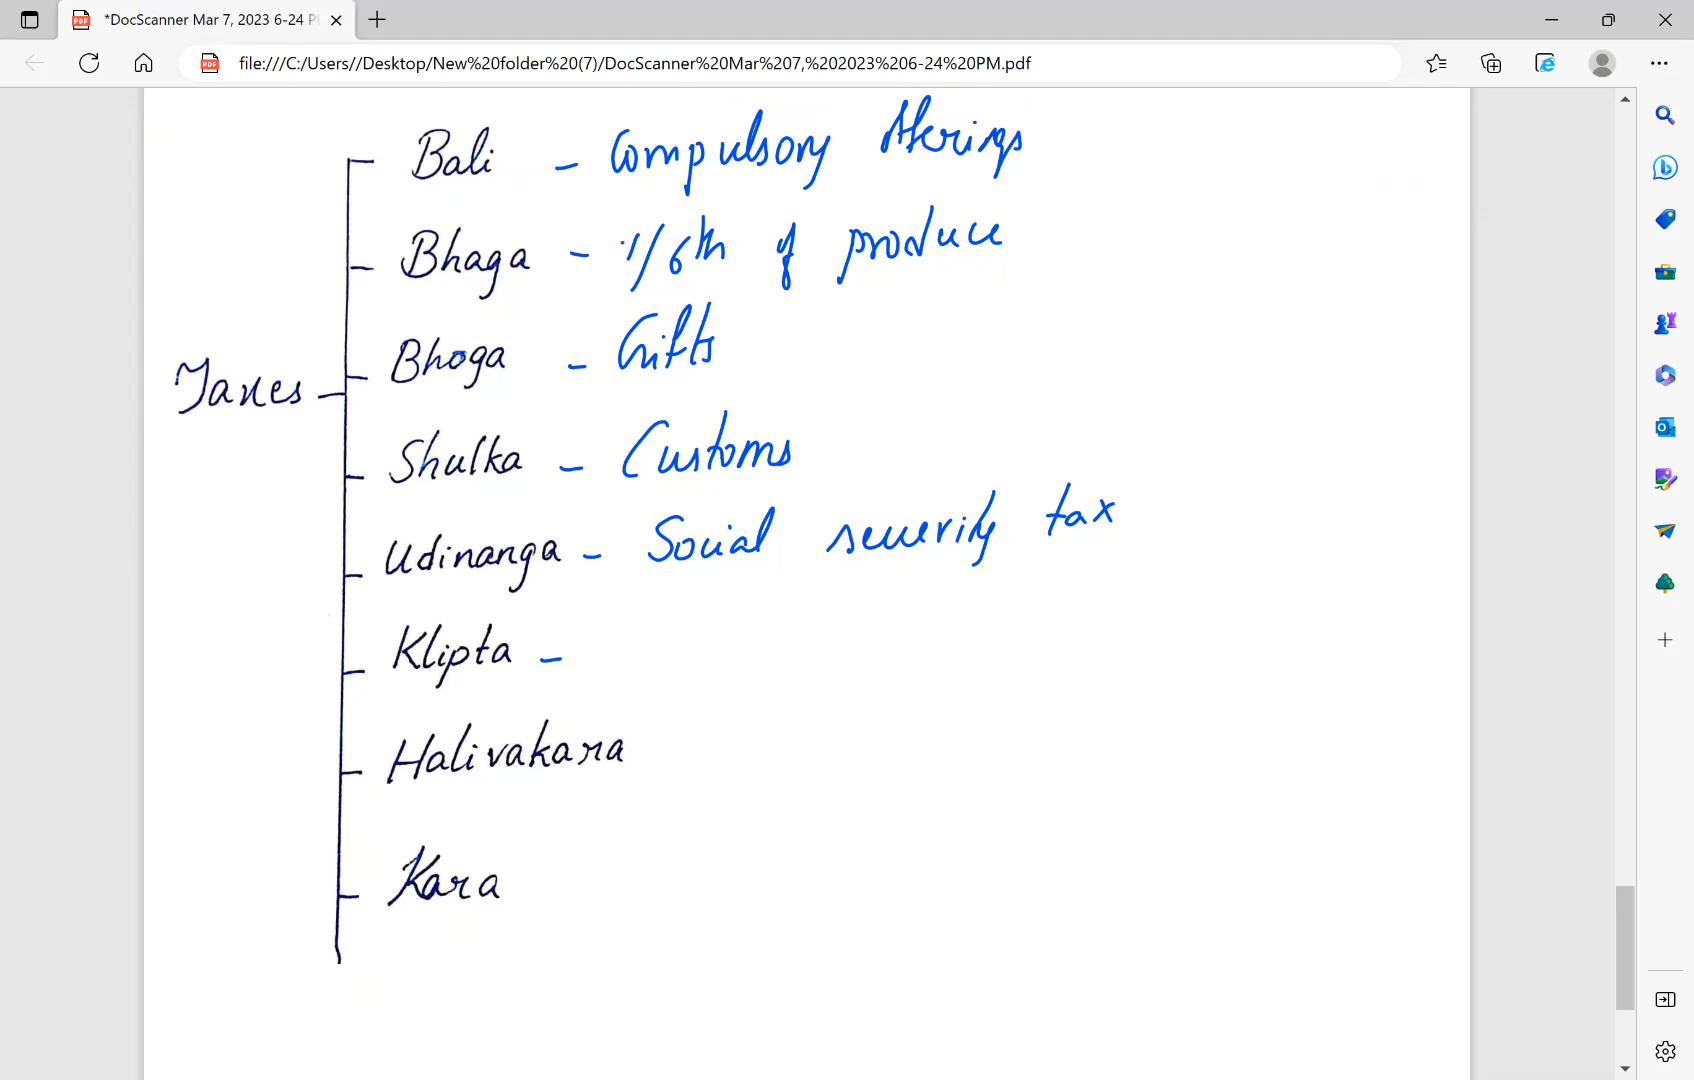 *DocScanner Mar 7, 2023 6-24 P
file:///C:/Users//Desktop/New%20folder%20(7)/DocScanner%20Mar%207,%202023%206-24%20PM.pdf
Bali - Compulsory offerings
Bhaga - 1/6th of produce
Bhoga - Gifts
Taxes
Shulka - Customs
Udinanga - Social security tax
Klipta -
Halivakara
Kara